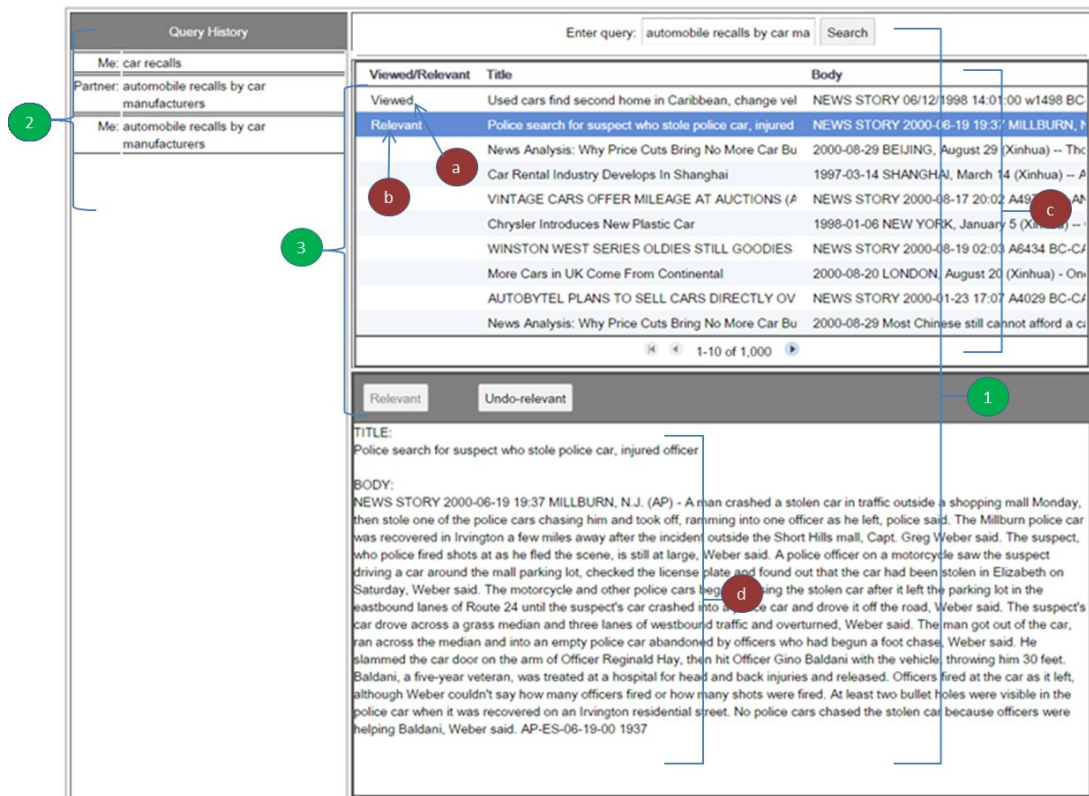 Query History
Me: car recalls
Partner: automobile recalls by car
manufacturers
Me: automobile recalls by car
manufacturers
2
Enter query: automobile recalls by car ma Search
Viewed/Relevant Title Body
Viewed Used cars find second home in Caribbean, change vel NEWS STORY 06/12/1998 14:01:00 w1498 BC
Relevant Police search for suspect who stole police car, injured NEWS STORY 2000-06-19 19:37 MILLBURN, N
News Analysis: Why Price Cuts Bring No More Car Bu 2000-08-29 BEIJING, August 29 (Xinhua) -- Tho
Car Rental Industry Develops In Shanghai 1997-03-14 SHANGHAI, March 14 (Xinhua) -- A
VINTAGE CARS OFFER MILEAGE AT AUCTIONS (A NEWS STORY 2000-08-17 20:02
Chrysler Introduces New Plastic Car 1998-01-06 NEW YORK, January 5
WINSTON WEST SERIES OLDIES STILL GOODIES NEWS STORY 2000-08-19 02:03 A6434 BC-CA
More Cars in UK Come From Continental 2000-08-20 LONDON, August 20 (Xinhua) - On
AUTOBYTEL PLANS TO SELL CARS DIRECTLY OV NEWS STORY 2000-01-23 17:07 A4029 BC-CA
News Analysis: Why Price Cuts Bring No More Car Bu 2000-08-29 Most Chinese still cannot afford a ca
a
b
c
3
1-10 of 1,000
Relevant Undo-relevant
1
TITLE:
Police search for suspect who stole police car, injured officer
BODY:
NEWS STORY 2000-06-19 19:37 MILLBURN, N.J. (AP) - A man crashed a stolen car in traffic outside a shopping mall Monday,
then stole one of the police cars chasing him and took off, ramming into one officer as he left, police said. The Millburn police car
was recovered in Irvington a few miles away after the incident outside the Short Hills mall, Capt. Greg Weber said. The suspect,
who police fired shots at as he fled the scene, is still at large, Weber said. A police officer on a motorcycle saw the suspect
driving a car around the mall parking lot, checked the license plate and found out that the car had been stolen in Elizabeth on
Saturday, Weber said. The motorcycle and other police cars the stolen car after it left the parking lot in the
eastbound lanes of Route 24 until the suspect's car crashed into a car and drove it off the road, Weber said. The suspect's
car drove across a grass median and three lanes of westbound traffic and overturned, Weber said. The man got out of the car,
ran across the median and into an empty police car abandoned by officers who had begun a foot chase, Weber said. He
slammed the car door on the arm of Officer Reginald Hay, then hit Officer Gino Baldani with the vehicle, throwing him 30 feet.
Baldani, a five-year veteran, was treated at a hospital for head and back injuries and released. Officers fired at the car as it left,
although Weber couldn't say how many officers fired or how many shots were fired. At least two bullet holes were visible in the
police car when it was recovered on an Irvington residential street. No police cars chased the stolen car because officers were
helping Baldani, Weber said. AP-ES-06-19-00 1937
d